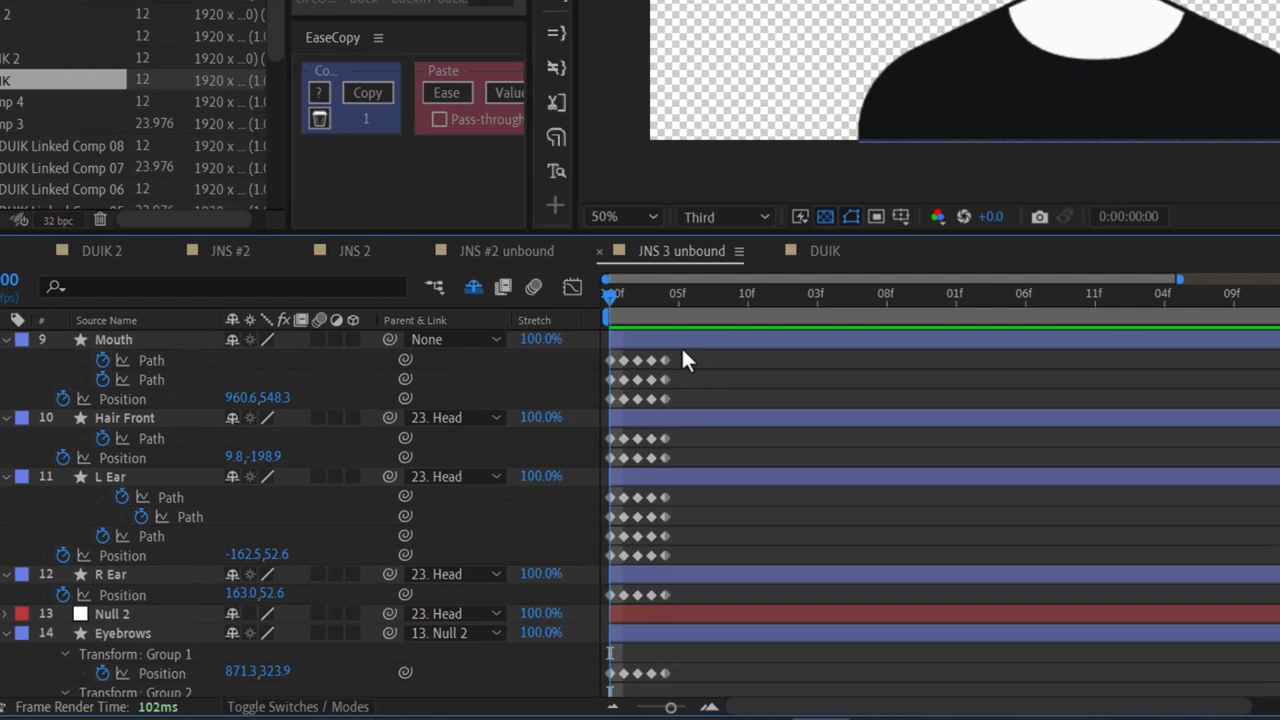 2 12 1920 x ...0) (
IK 2 12 1920 x ...0) (
IK 12 1920 x ... (1.0
mp 4 12 1920 x ... (1.0
mp 3 23.976 1920 x ... (1.0
DUIK Linked Comp 08 12 1920 x ... (1.0
DUIK Linked Comp 07 23.976 1920 x ... (1.0
DUIK Linked Comp 06 12 1920 x ... (1.0
32 bpc
EaseCopy
Co... Paste
? Copy Ease Valu
1 Pass-through
50% Third +0.0 0:00:00:00
DUIK 2 JNS #2 JNS 2 JNS #2 unbound × JNS 3 unbound DUIK
00
fps)
:00f 05f 10f 03f 08f 01f 06f 11f 04f 09f
# Source Name fx Parent & Link Stretch
9 Mouth None 100.0%
Path
Path
Position 960.6,548.3
10 Hair Front 23. Head 100.0%
Path
Position 9.8,-198.9
11 L Ear 23. Head 100.0%
Path
Path
Path
Position -162.5,52.6
12 R Ear 23. Head 100.0%
Position 163.0,52.6
13 Null 2 23. Head 100.0%
14 Eyebrows 13. Null 2 100.0%
Transform : Group 1
Position 871.3,323.9
Transform : Group 2
Frame Render Time: 102ms Toggle Switches / Modes